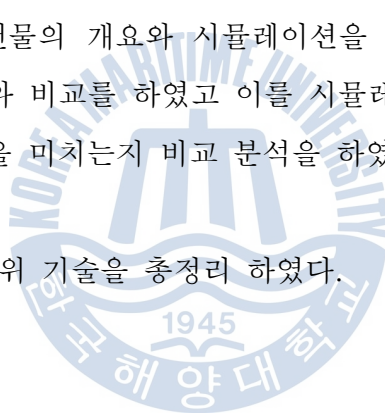 건물의 개요와 시뮬레이션을
와 비교를 하였고 이를 시뮬레
을 미치는지 비교 분석을 하였
위 기술을 총정리 하였다.
KOREA MARITIME UNIVERSITY
1945
한국해양대학교